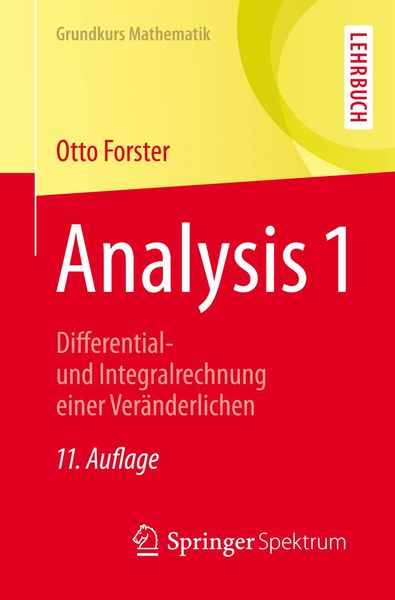 Grundkurs Mathematik
LEHRBUCH
Otto Forster
Analysis 1
Differential-
und Integralrechnung
einer Veränderlichen
11. Auflage
Springer Spektrum